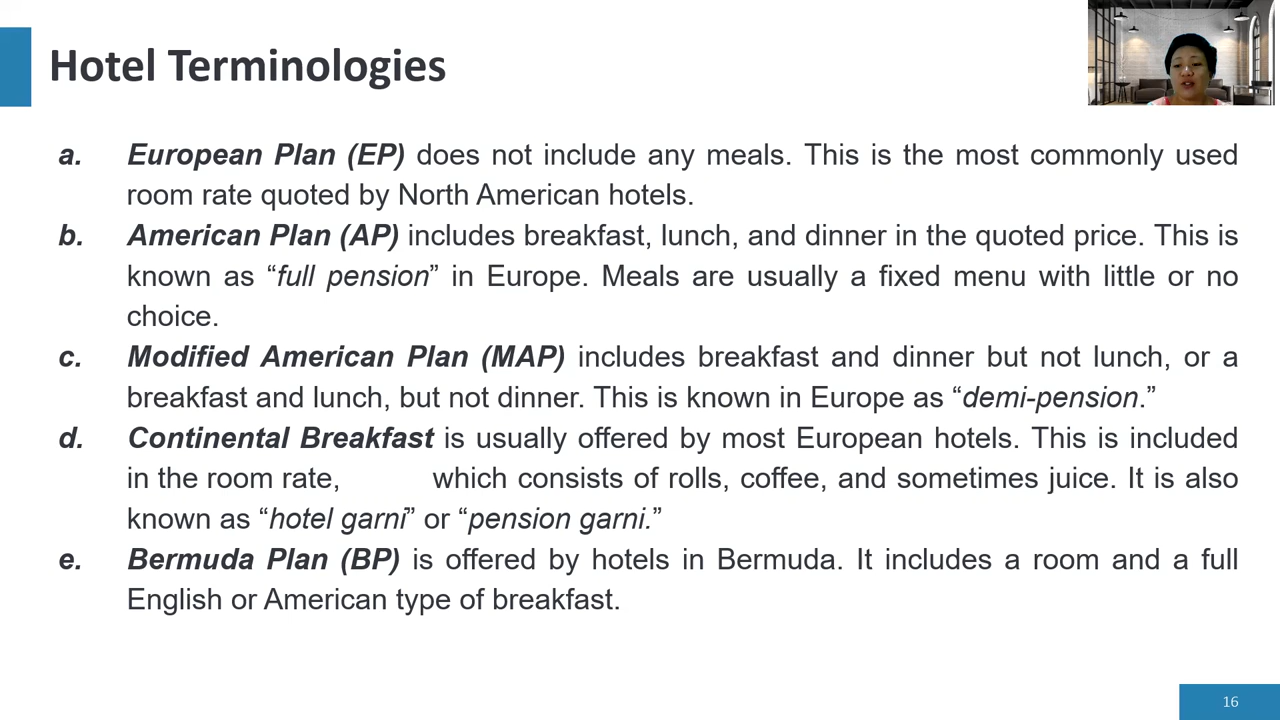 Hotel Terminologies
a. European Plan (EP) does not include any meals. This is the most commonly used
room rate quoted by North American hotels.
b. American Plan (AP) includes breakfast, lunch, and dinner in the quoted price. This is
known as “full pension” in Europe. Meals are usually a fixed menu with little or no
choice.
c. Modified American Plan (MAP) includes breakfast and dinner but not lunch, or a
breakfast and lunch, but not dinner. This is known in Europe as “demi-pension.”
d. Continental Breakfast is usually offered by most European hotels. This is included
in the room rate, which consists of rolls, coffee, and sometimes juice. It is also
known as “hotel garni” or “pension garni.”
e. Bermuda Plan (BP) is offered by hotels in Bermuda. It includes a room and a full
English or American type of breakfast.
16